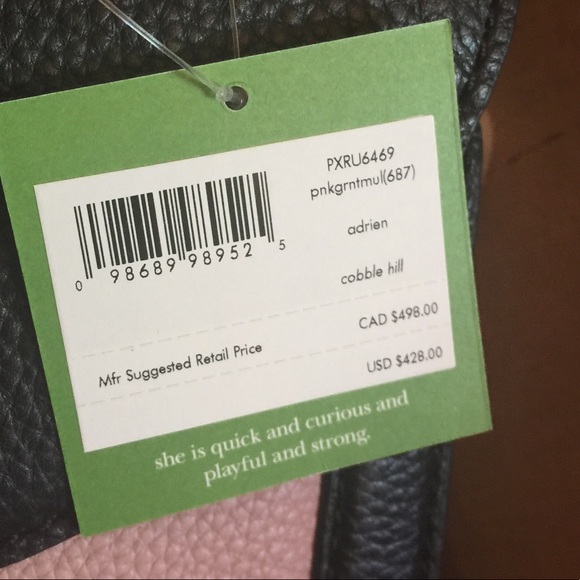 PXRU6469
pnkgrntmul(687)
adrien
cobble hill
0 98689 98952 5
CAD $498.00
Mfr Suggested Retail Price
USD $428.00
she is quick and curious and
playful and strong.